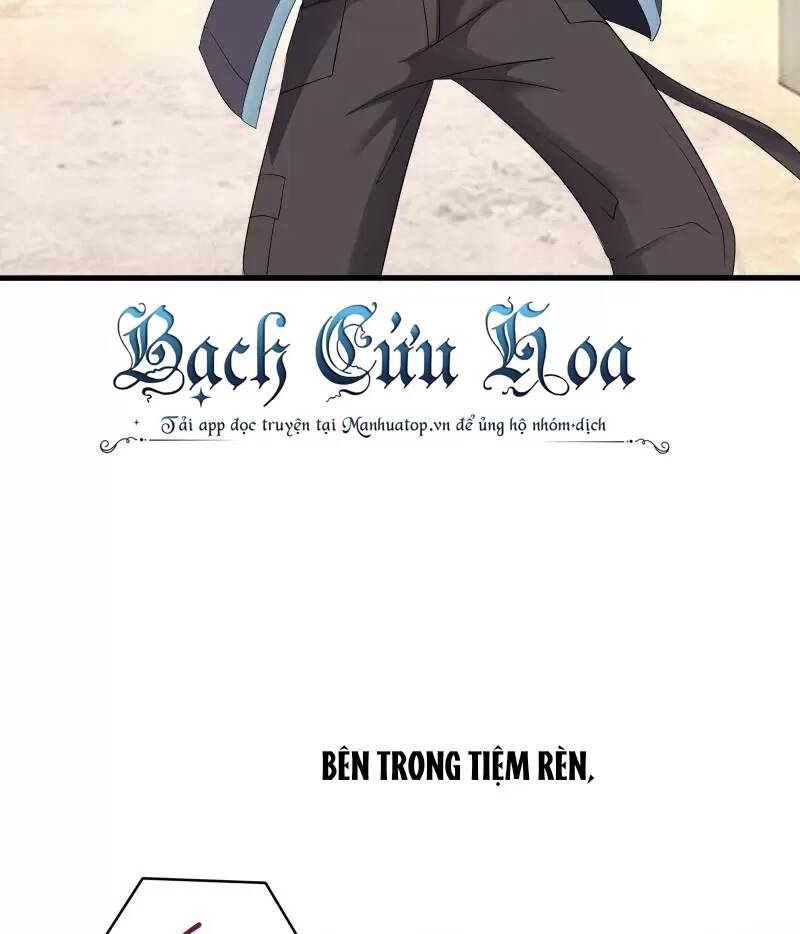 Bạch Cửu Hoa
Tải app đọc truyện tại Manhuatop.vn để ủng hộ nhóm dịch
BÊN TRONG TIỆM RÈN,